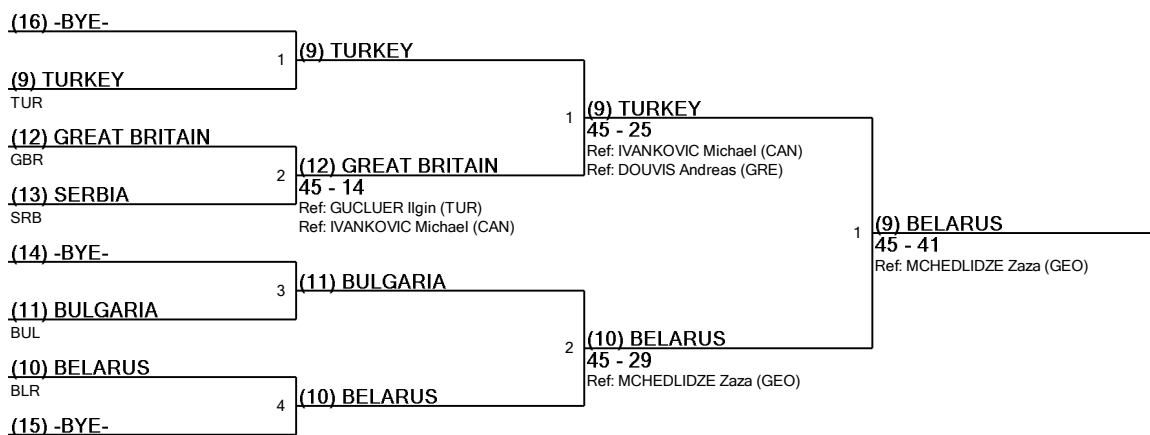 (16) -BYE-
1
(9) TURKEY
(9) TURKEY
TUR
1
(9) TURKEY
45 - 25
Ref: IVANKOVIC Michael (CAN)
Ref: DOUVIS Andreas (GRE)
(12) GREAT BRITAIN
GBR
2
(12) GREAT BRITAIN
45 - 14
Ref: GUCLUER Ilgin (TUR)
Ref: IVANKOVIC Michael (CAN)
(13) SERBIA
SRB
1
(9) BELARUS
45 - 41
Ref: MCHEDLIDZE Zaza (GEO)
(14) -BYE-
3
(11) BULGARIA
(11) BULGARIA
BUL
2
(10) BELARUS
45 - 29
Ref: MCHEDLIDZE Zaza (GEO)
(10) BELARUS
BLR
4
(10) BELARUS
(15) -BYE-